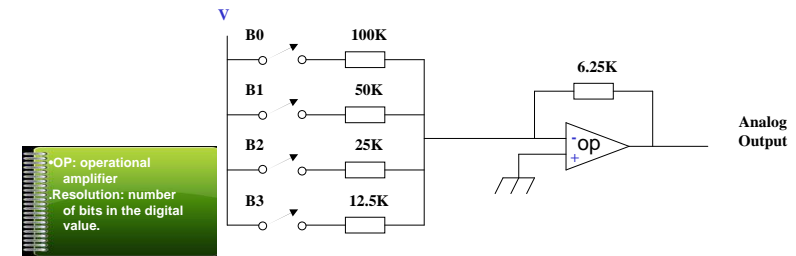 V
B0 100K
B1 50K
B2 25K
B3 12.5K
6.25K
- op
+
Analog
Output
•OP: operational
amplifier
.Resolution: number
of bits in the digital
value.